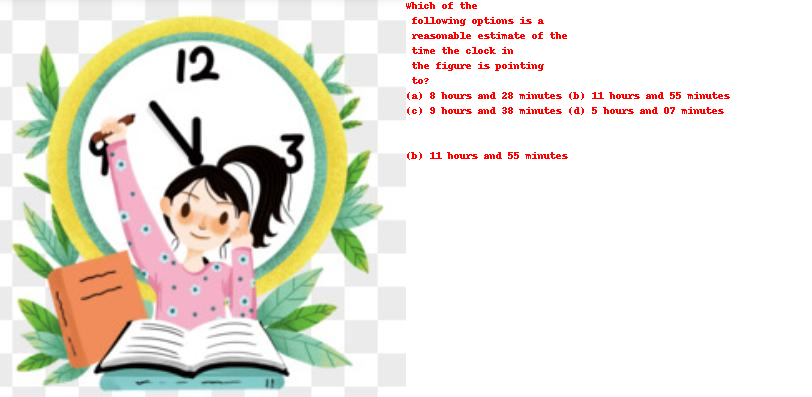 12
9
3
Which of the
following options is a
reasonable estimate of the
time the clock in
the figure is pointing
to?
(a) 8 hours and 28 minutes (b) 11 hours and 55 minutes
(c) 9 hours and 38 minutes (d) 5 hours and 07 minutes
(b) 11 hours and 55 minutes